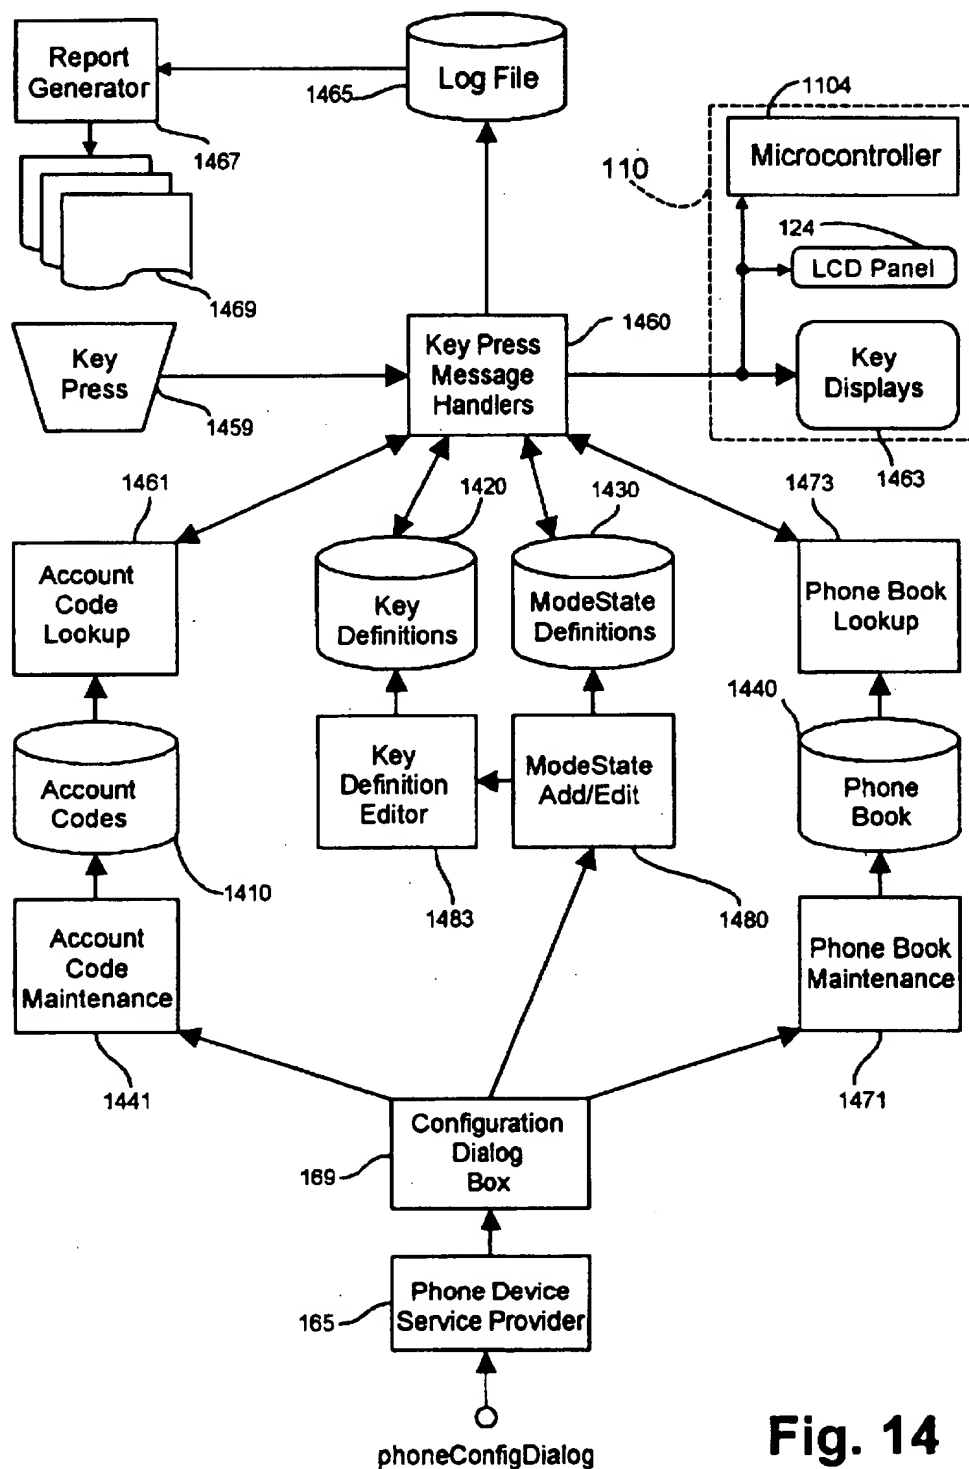 Report
Generator
1467
1469
1465
Log File
1104
Microcontroller
110
124
LCD Panel
Key
Press
1459
Key Press
Message
Handlers
1460
Key
Displays
1463
1461
1420
1430
1473
Account
Code
Lookup
Key
Definitions
ModeState
Definitions
Phone Book
Lookup
1440
Account
Codes
1410
Key
Definition
Editor
1483
ModeState
Add/Edit
1480
Phone
Book
Account
Code
Maintenance
1441
Phone Book
Maintenance
1471
Configuration
Dialog
Box
169
Phone Device
Service Provider
165
phoneConfigDialog
Fig. 14